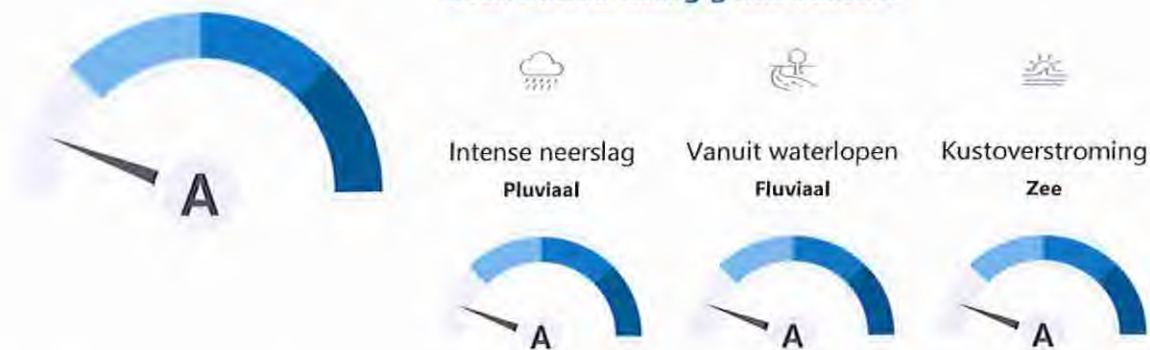 A
Intense neerslag
Pluviaal
Vanuit waterlopen
Fluviaal
Kustoverstroming
Zee
A
A
A